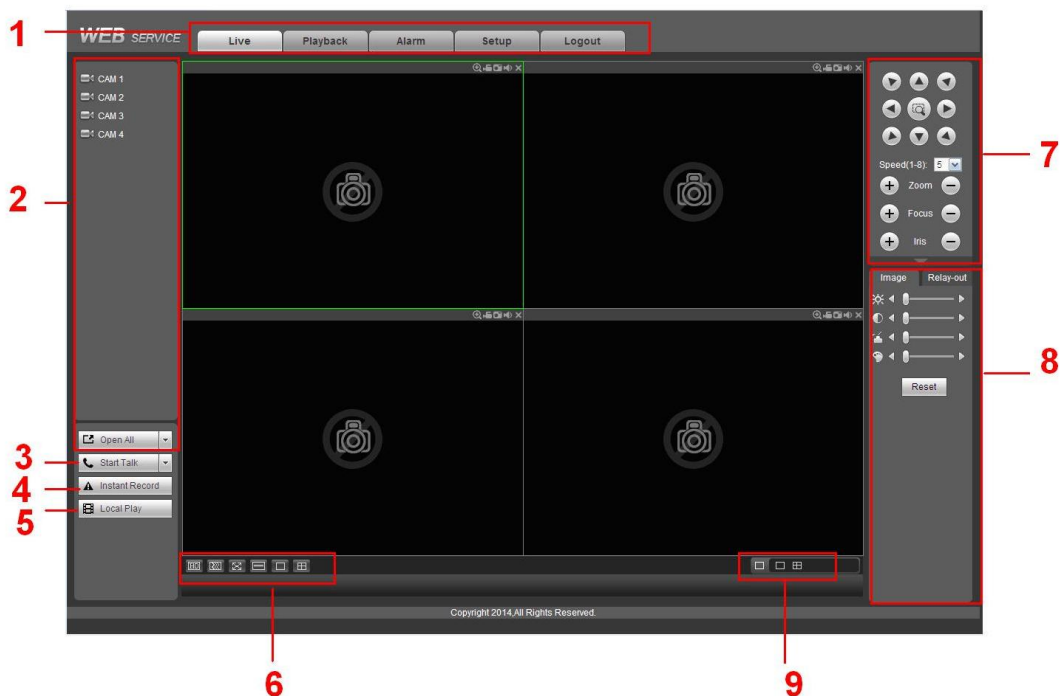 1
WEB SERVICE
Live Playback Alarm Setup Logout
CAM 1
CAM 2
CAM 3
CAM 4
2
Open All
3
Start Talk
4
Instant Record
5
Local Play
Speed(1-8): 5
Zoom
Focus
Iris
7
Image Relay-out
8
Reset
Copyright 2014,All Rights Reserved.
6
9